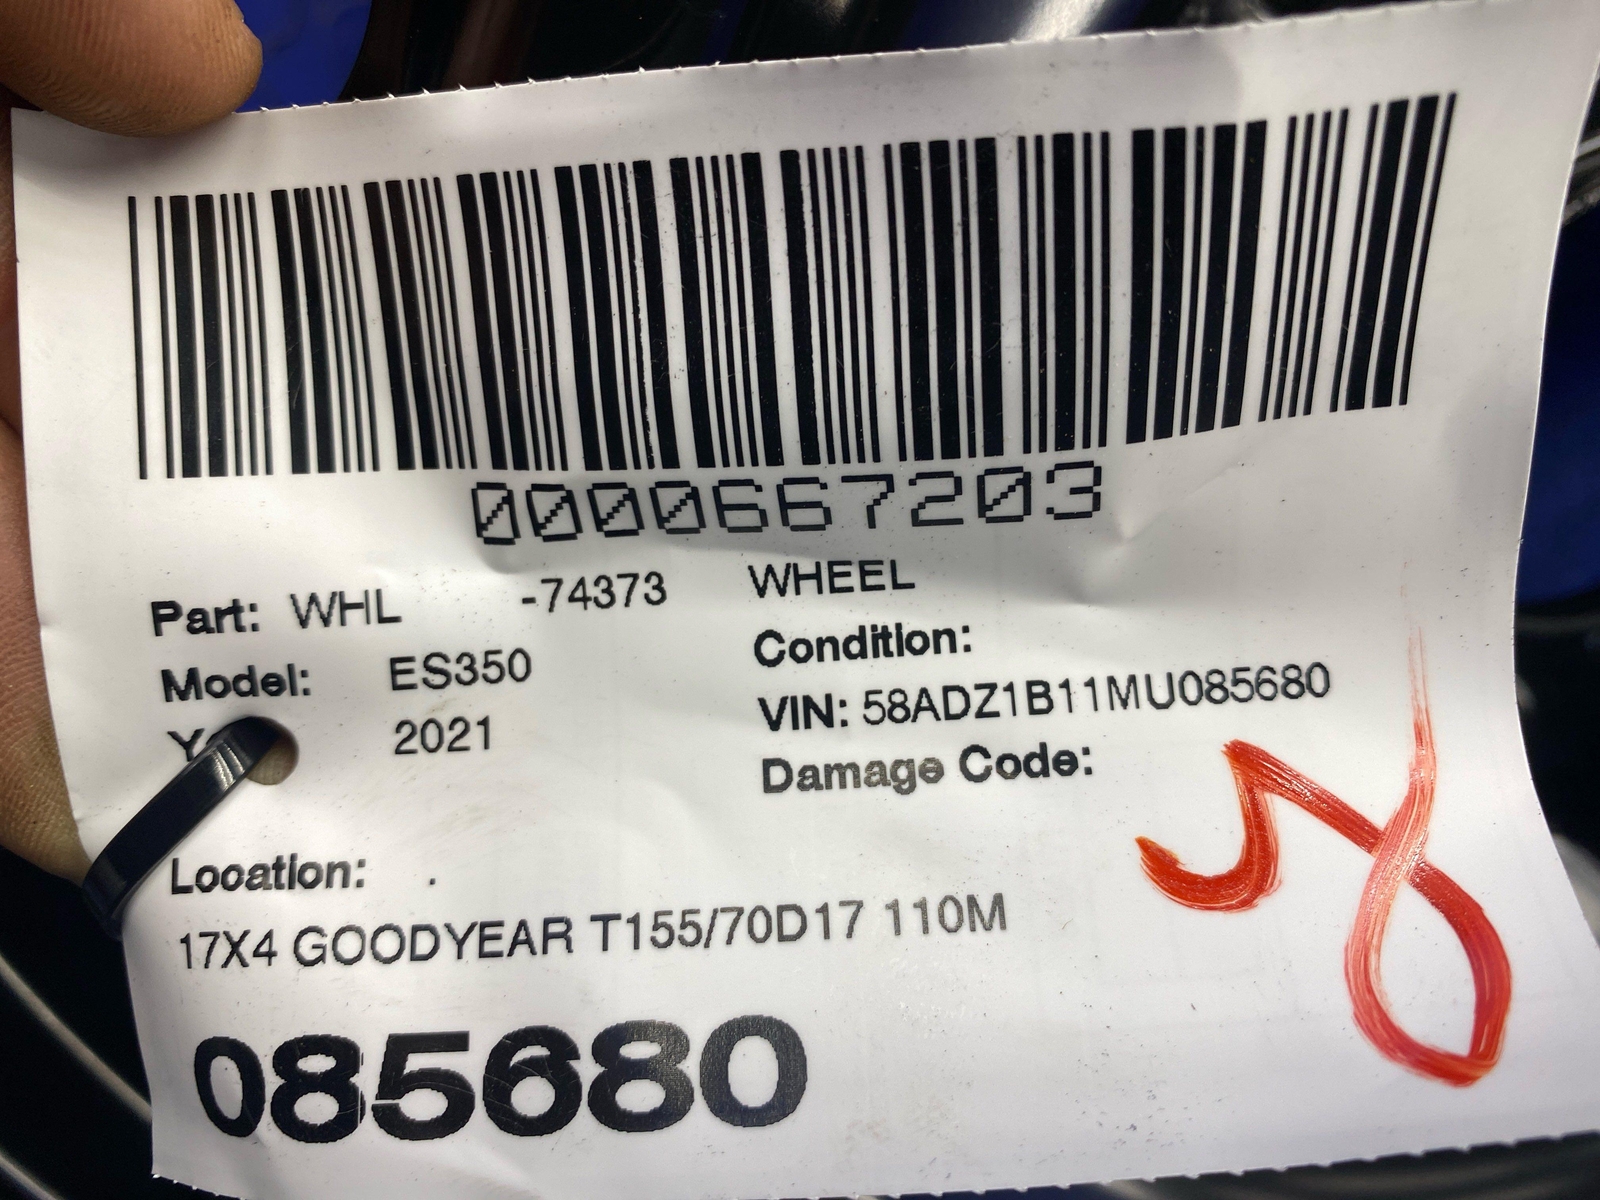 0000667203
Part: WHL -74373 WHEEL
Model: ES350 Condition:
2021 VIN: 58ADZ1B11MU085680
Damage Code:
Location: .
17X4 GOODYEAR T155/70D17 110M
085680